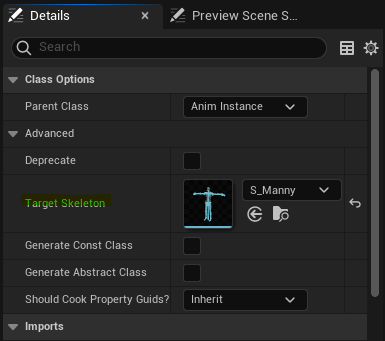 Details
Preview Scene S...
Search
Class Options
Parent Class
Anim Instance
Advanced
Deprecate
Target Skeleton
S_Manny
Generate Const Class
Generate Abstract Class
Should Cook Property Guids?
Inherit
Imports